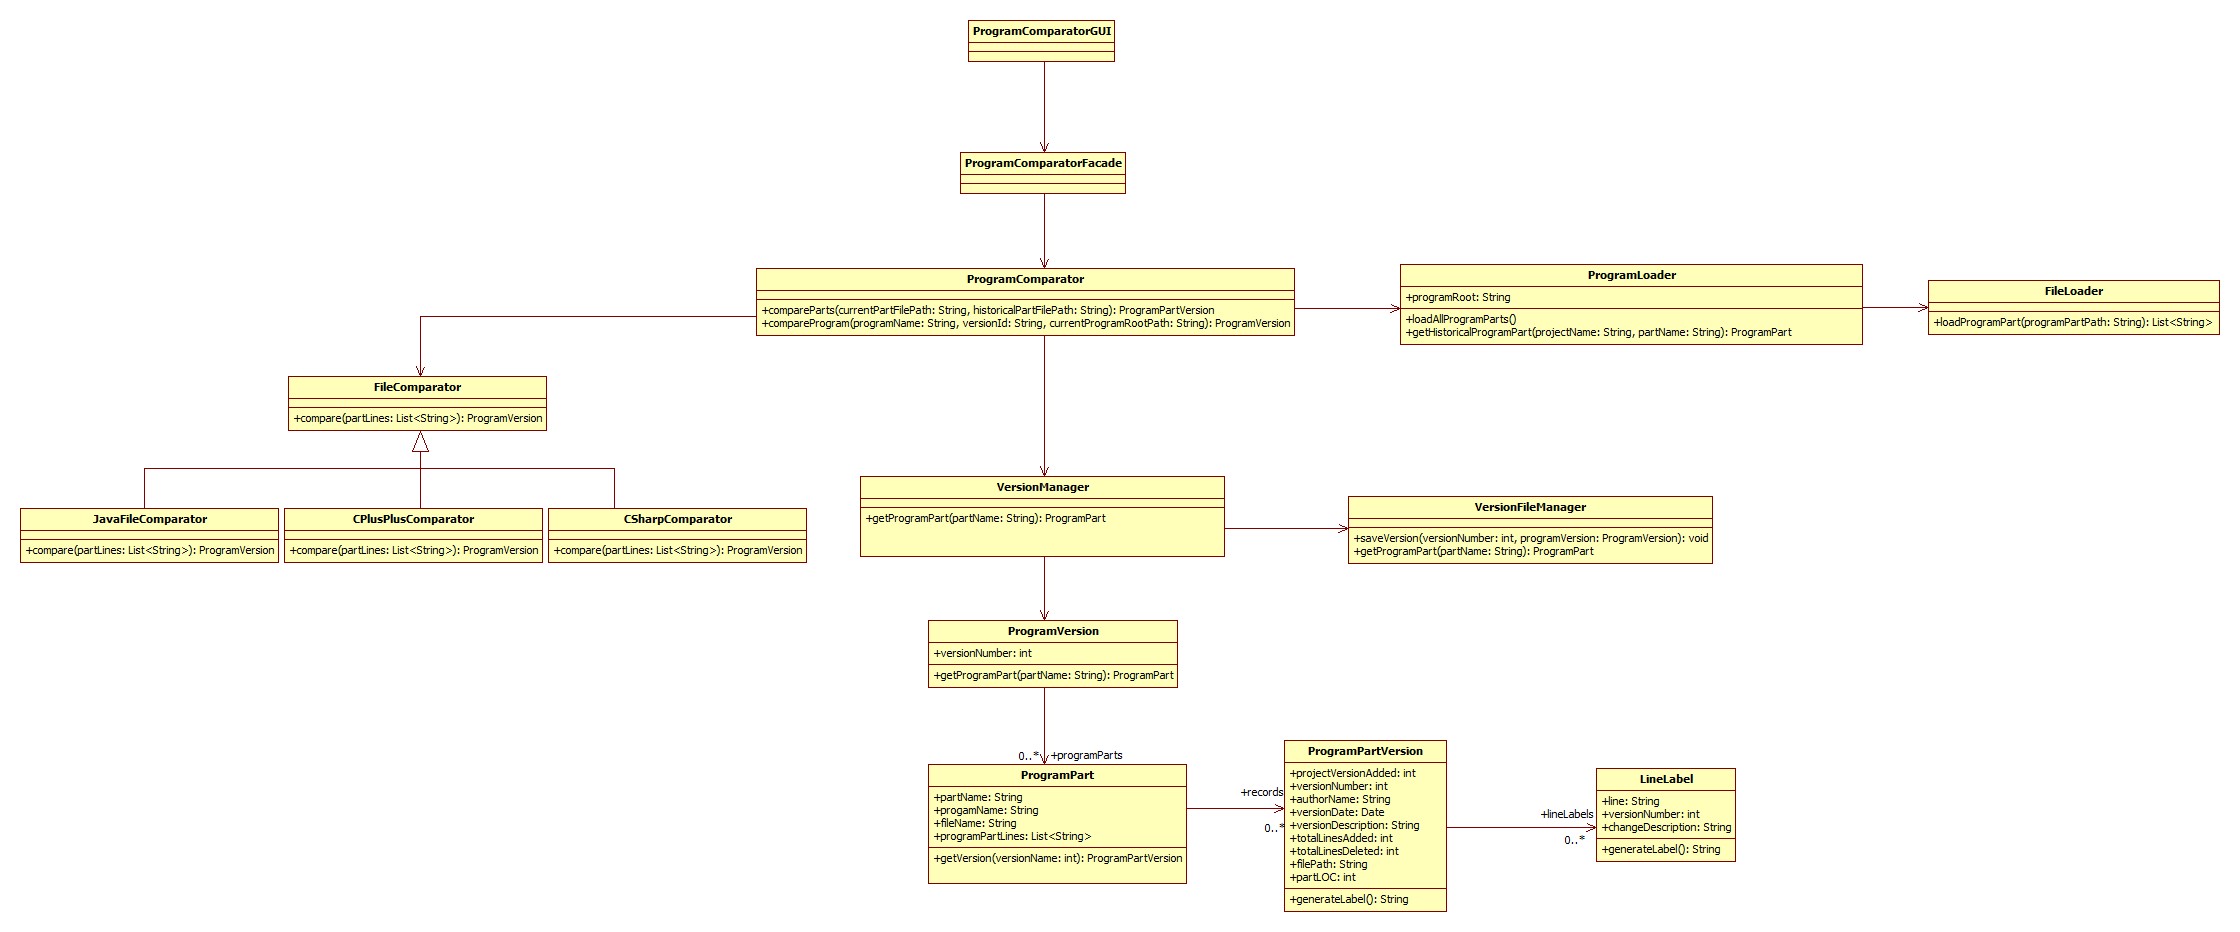 ProgramComparatorGUI
ProgramComparatorFacade
ProgramComparator
+compareParts(currentPartFilePath: String, historicalPartFilePath: String): ProgramPartVersion
+compareProgram(programName: String, versionId: String, currentProgramRootPath: String): ProgramVersion
ProgramLoader
+programRoot: String
+loadAllProgramParts()
+getHistoricalProgramPart(projectName: String, partName: String): ProgramPart
FileLoader
+loadProgramPart(programPartPath: String): List<String>
FileComparator
+compare(partLines: List<String>): ProgramVersion
JavaFileComparator
+compare(partLines: List<String>): ProgramVersion
CPlusPlusComparator
+compare(partLines: List<String>): ProgramVersion
CSharpComparator
+compare(partLines: List<String>): ProgramVersion
VersionManager
+getProgramPart(partName: String): ProgramPart
VersionFileManager
+saveVersion(versionNumber: int, programVersion: ProgramVersion): void
+getProgramPart(partName: String): ProgramPart
ProgramVersion
+versionNumber: int
+getProgramPart(partName: String): ProgramPart
0..*
+programParts
ProgramPart
+partName: String
+progamName: String
+fileName: String
+programPartLines: List<String>
+getVersion(versionName: int): ProgramPartVersion
+records
0..*
ProgramPartVersion
+projectVersionAdded: int
+versionNumber: int
+authorName: String
+versionDate: Date
+versionDescription: String
+totalLinesAdded: int
+totalLinesDeleted: int
+filePath: String
+partLOC: int
+generateLabel(): String
+lineLabels
0..*
LineLabel
+line: String
+versionNumber: int
+changeDescription: String
+generateLabel(): String